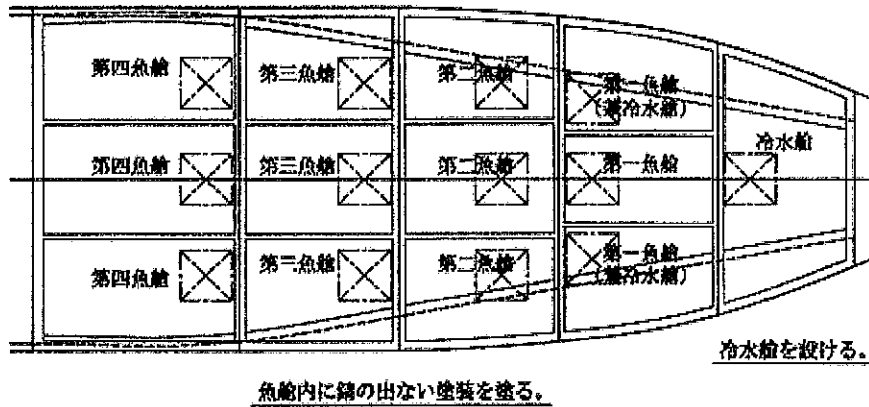 第四魚艙 第三魚艙 第二魚艙 第一魚艙
(兼冷水艙)
第四魚艙 第三魚艙 第二魚艙 第一魚艙 冷水艙
第四魚艙 第三魚艙 第二魚艙 第一魚艙
(兼冷水艙)
冷水艙を設ける。
魚艙内に錆の出ない塗装を塗る。